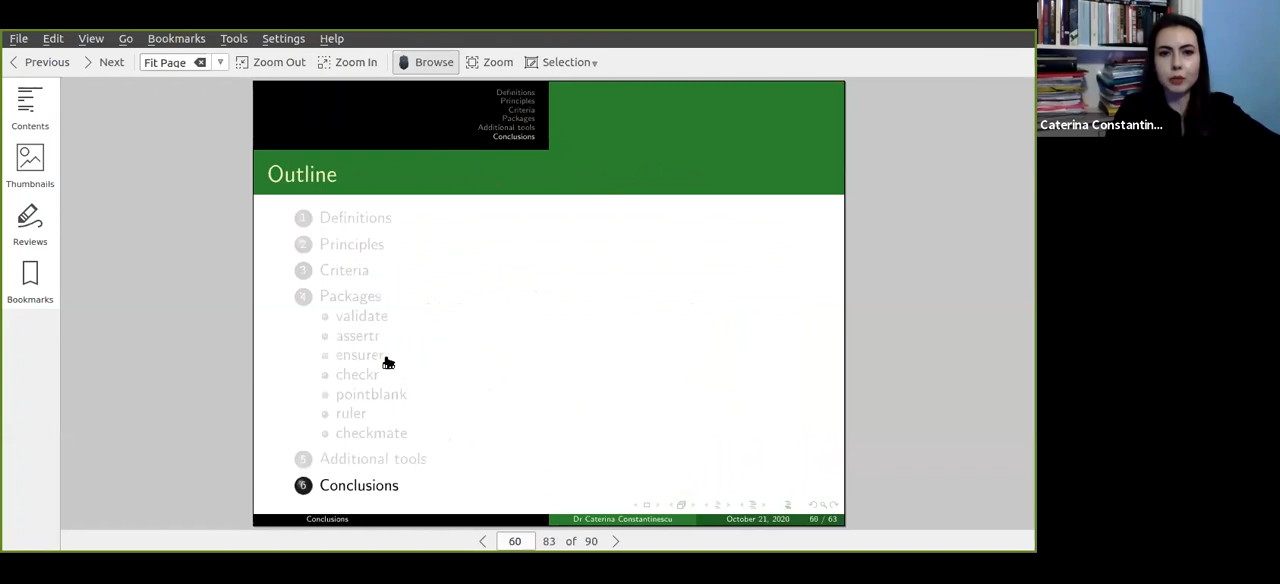 File Edit View Go Bookmarks Tools Settings Help
Previous Next Fit Page Zoom Out Zoom In Browse Zoom Selection
Contents
Thumbnails
Reviews
Bookmarks
Definitions
Principles
Criteria
Packages
Additional tools
Conclusions
Outline
1 Definitions
2 Principles
3 Criteria
4 Packages
validate
assertr
ensurer
checkr
pointblank
ruler
checkmate
5 Additional tools
6 Conclusions
Conclusions Dr Caterina Constantinescu October 21, 2020 60 / 63
60 83 of 90
Caterina Constantin...